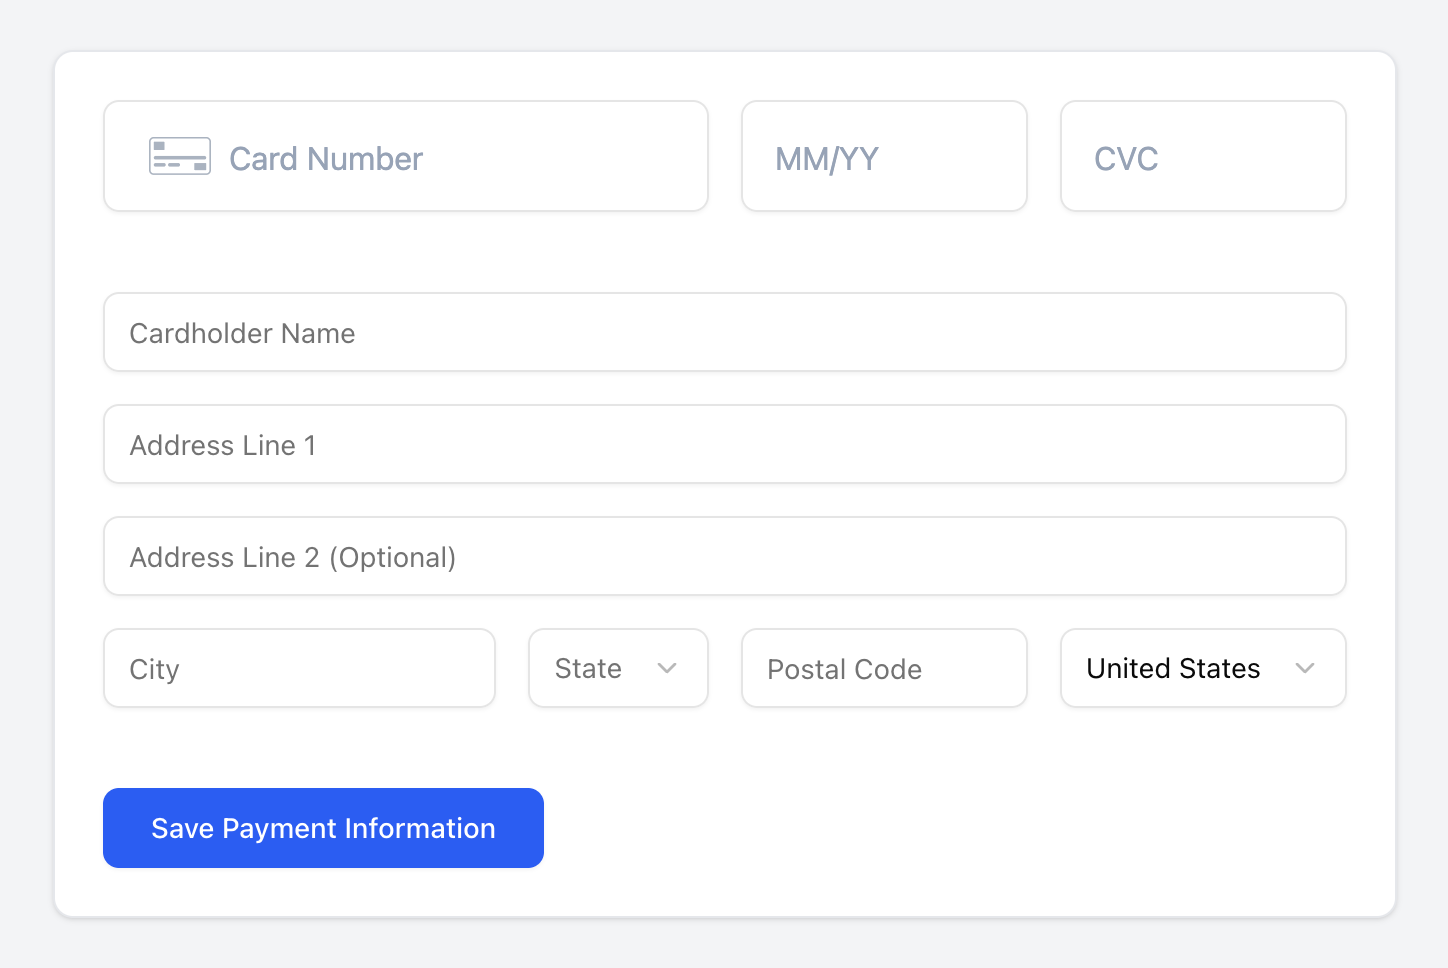 Card Number MM/YY CVC
Cardholder Name
Address Line 1
Address Line 2 (Optional)
City State Postal Code United States
Save Payment Information